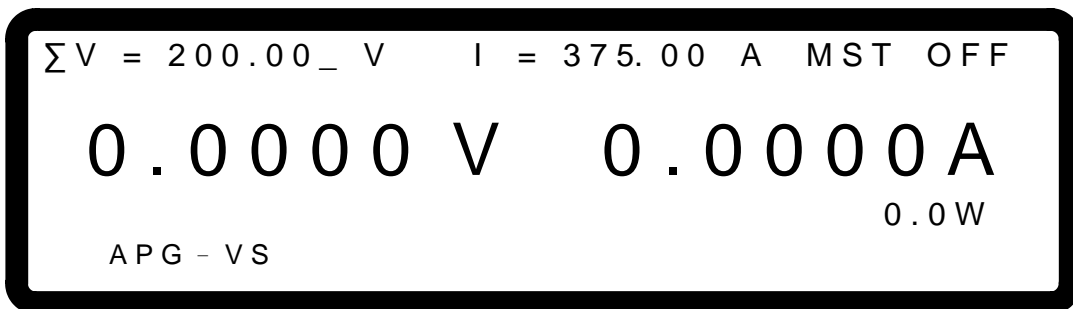 ∑V = 200.00_ V I = 375.00 A MST OFF
0.0000 V 0.0000A
0.0W
APG - VS